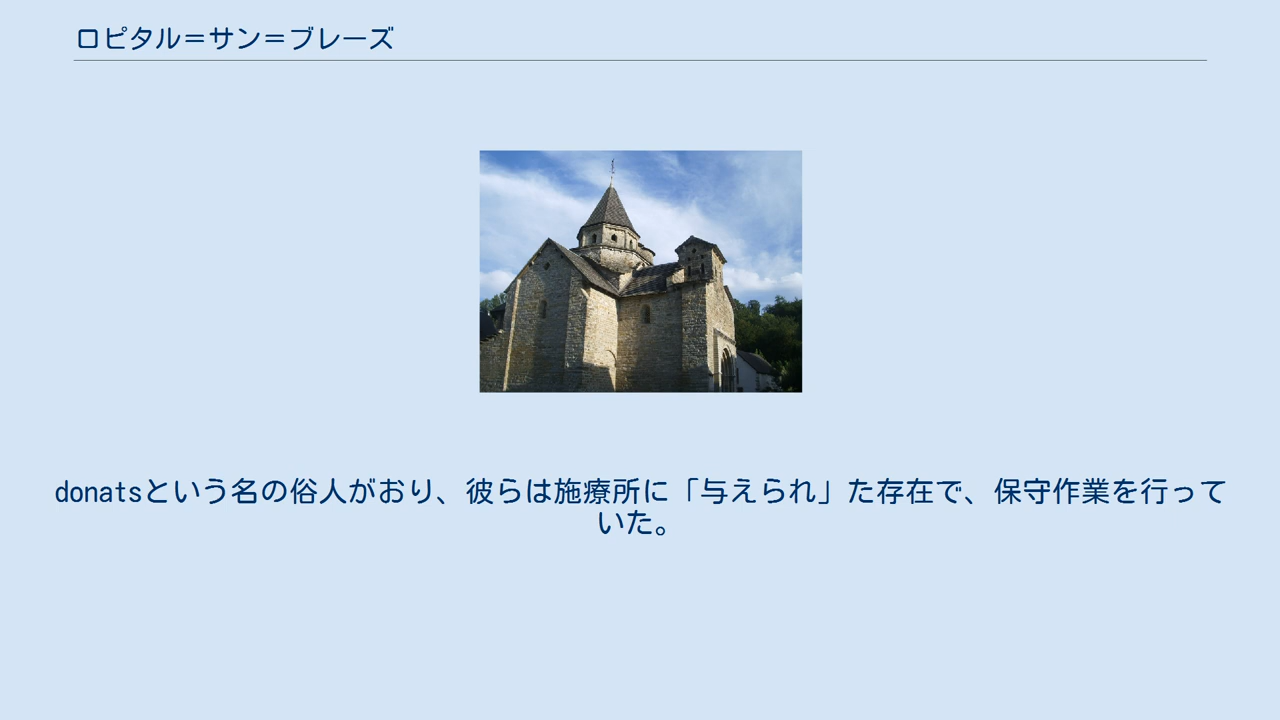 ロピタル＝サン＝ブレーズ
donatsという名の俗人がおり、彼らは施療所に「与えられ」た存在で、保守作業を行って
いた。